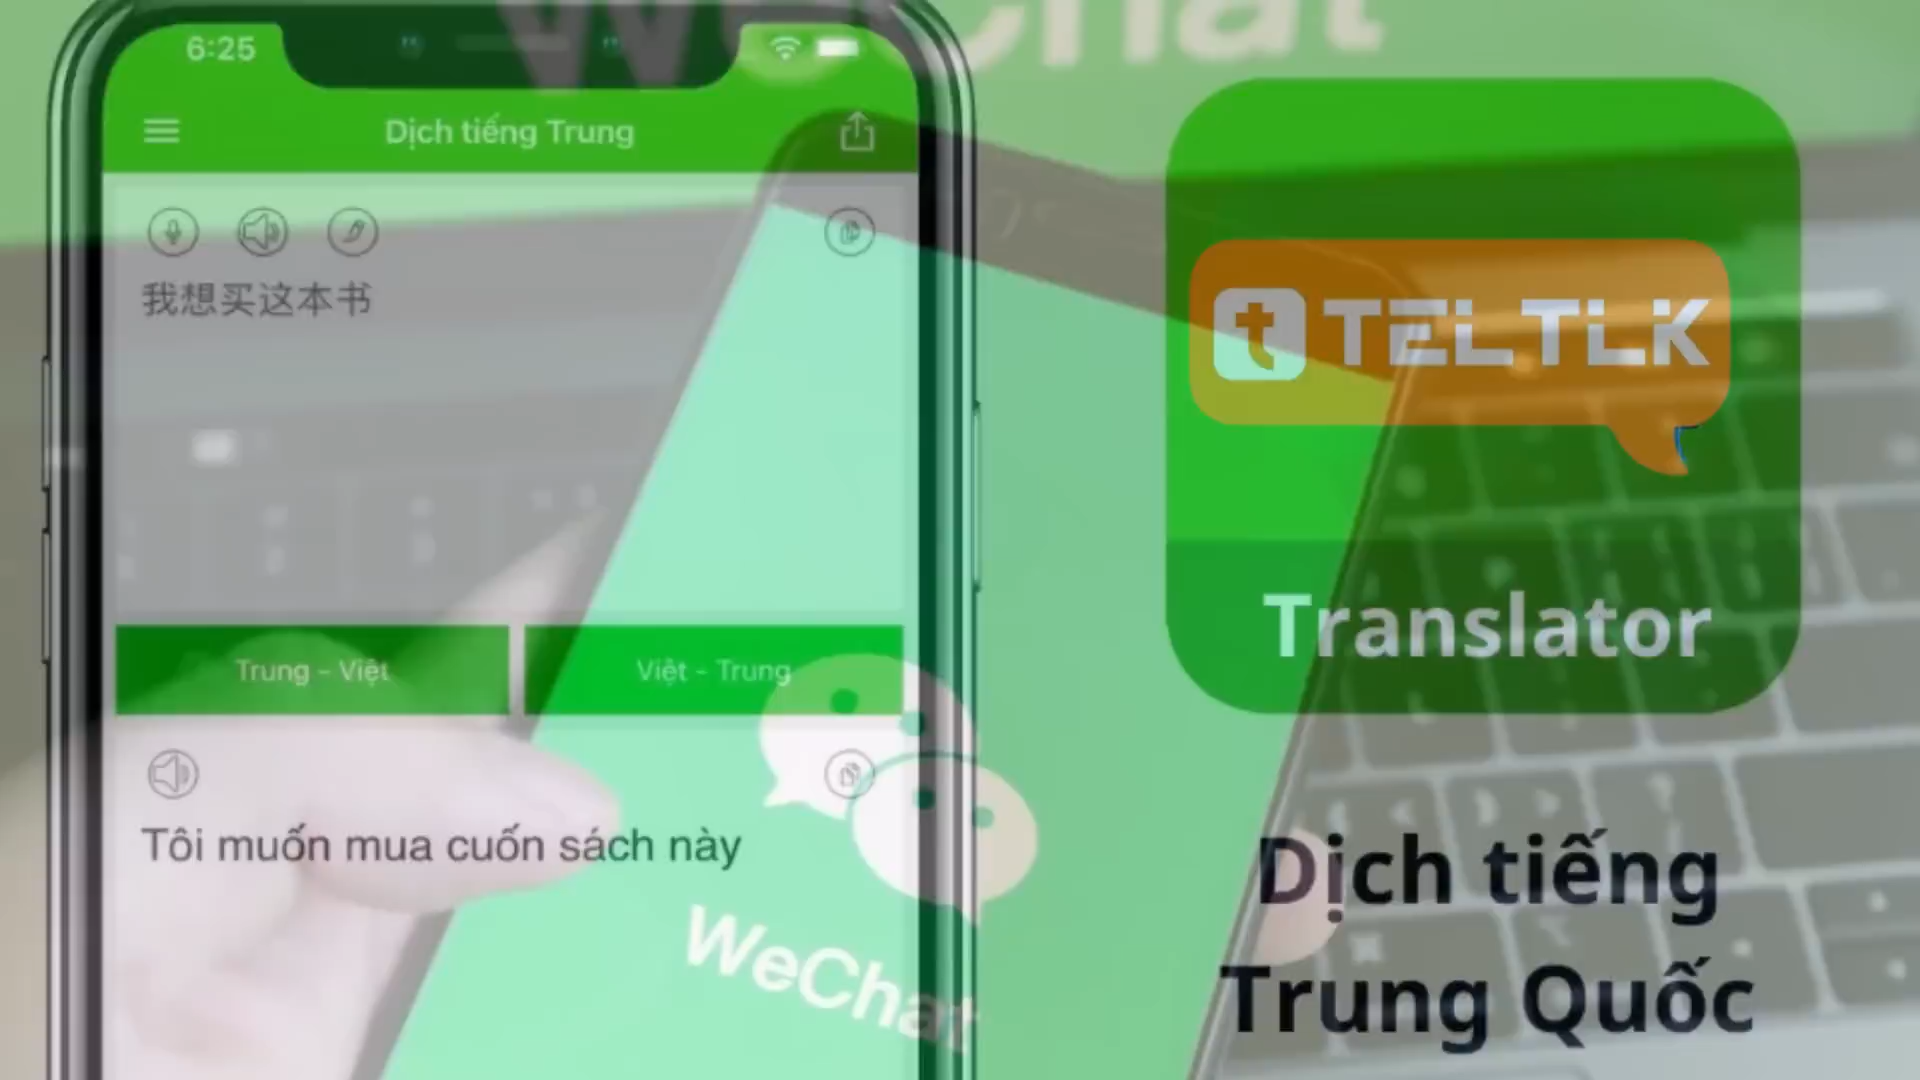 WeChat
6:25
Dịch tiếng Trung
我想买这本书
Trung - Việt
Việt - Trung
Tôi muốn mua cuốn sách này
WeChat
t TELTLK
Translator
Dịch tiếng
Trung Quốc